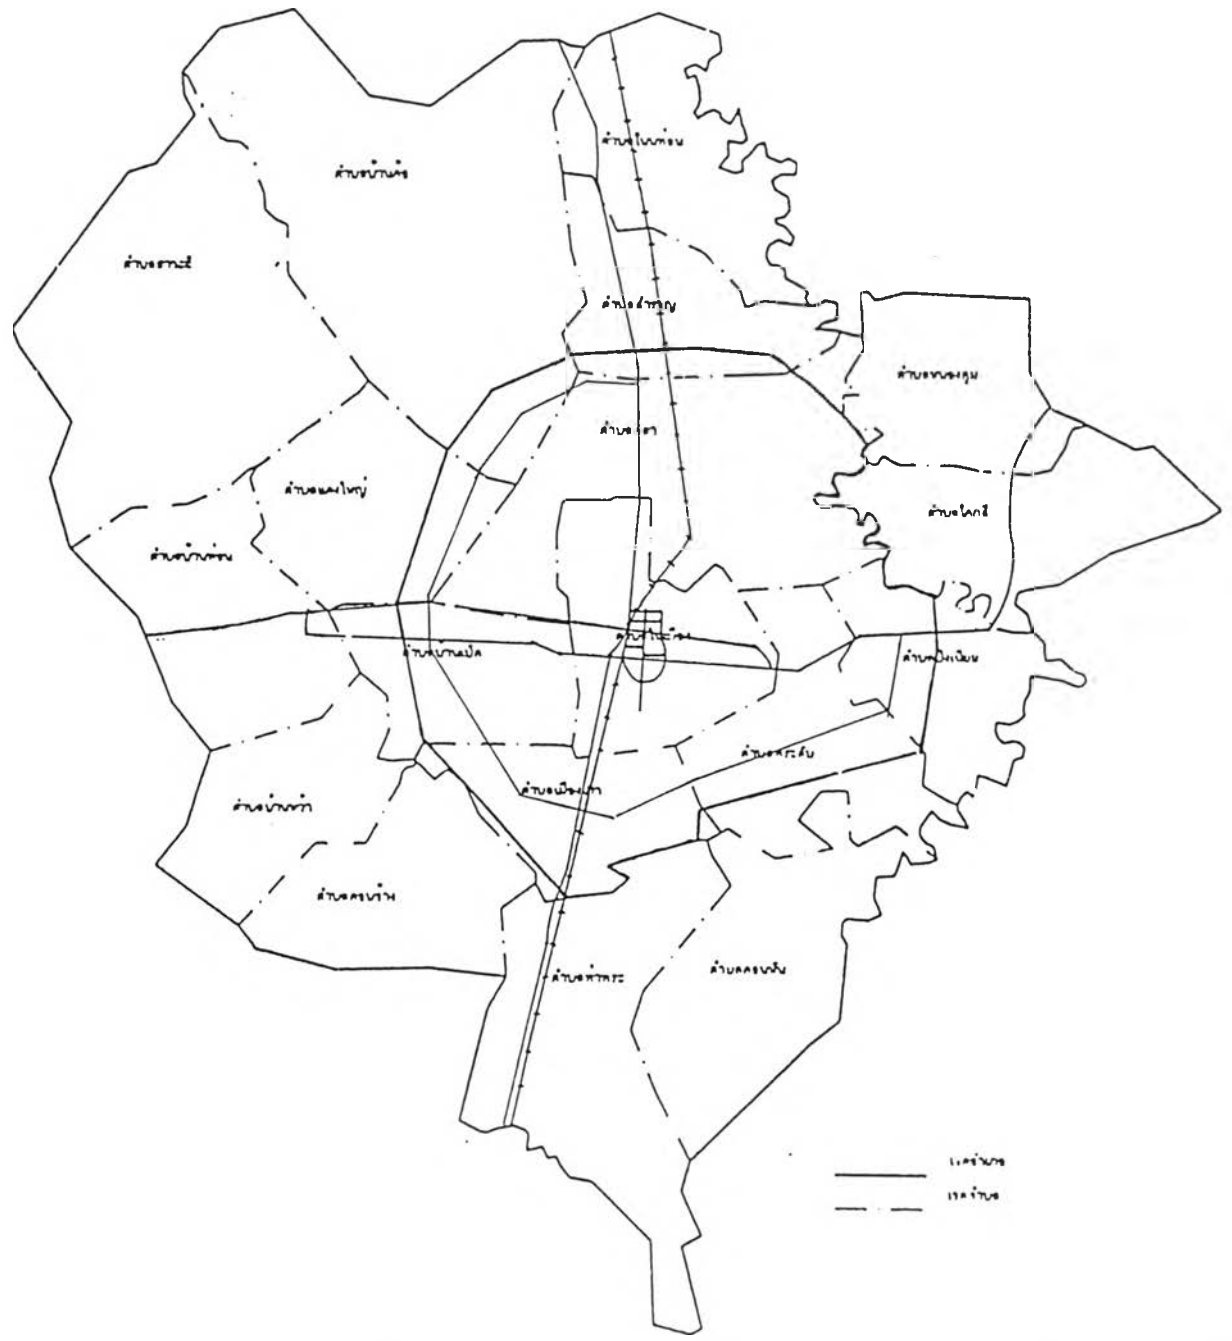 ตำบลโนนท่อน
ตำบลบ้านค้อ
ตำบลสาวะถี
ตำบลสำราญ
ตำบลหนองตูม
ตำบลศิลา
ตำบลแดงใหญ่
ตำบลโคกสี
ตำบลบ้านทุ่ม
ตำบลในเมือง
ตำบลบ้านเป็ด
ตำบลบึงเนียม
ตำบลพระลับ
ตำบลเมืองเก่า
ตำบลบ้านหว้า
ตำบลดอนช้าง
ตำบลท่าพระ
ตำบลดอนหัน
เขตอำเภอ
เขตตำบล